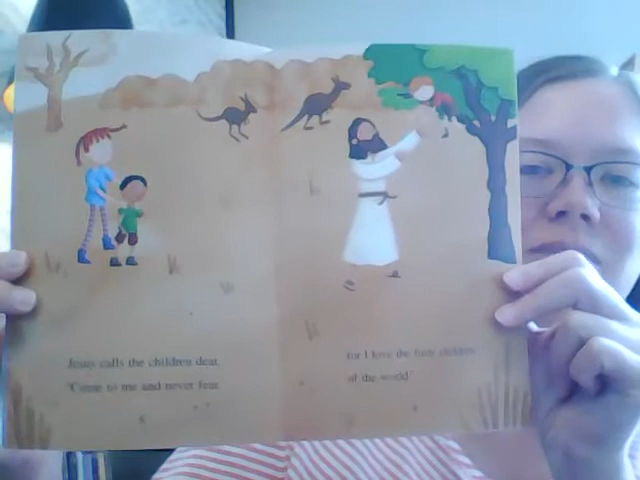 Jesus calls the children dear,
'Come to me and never fear
for I love the little children
of the world'